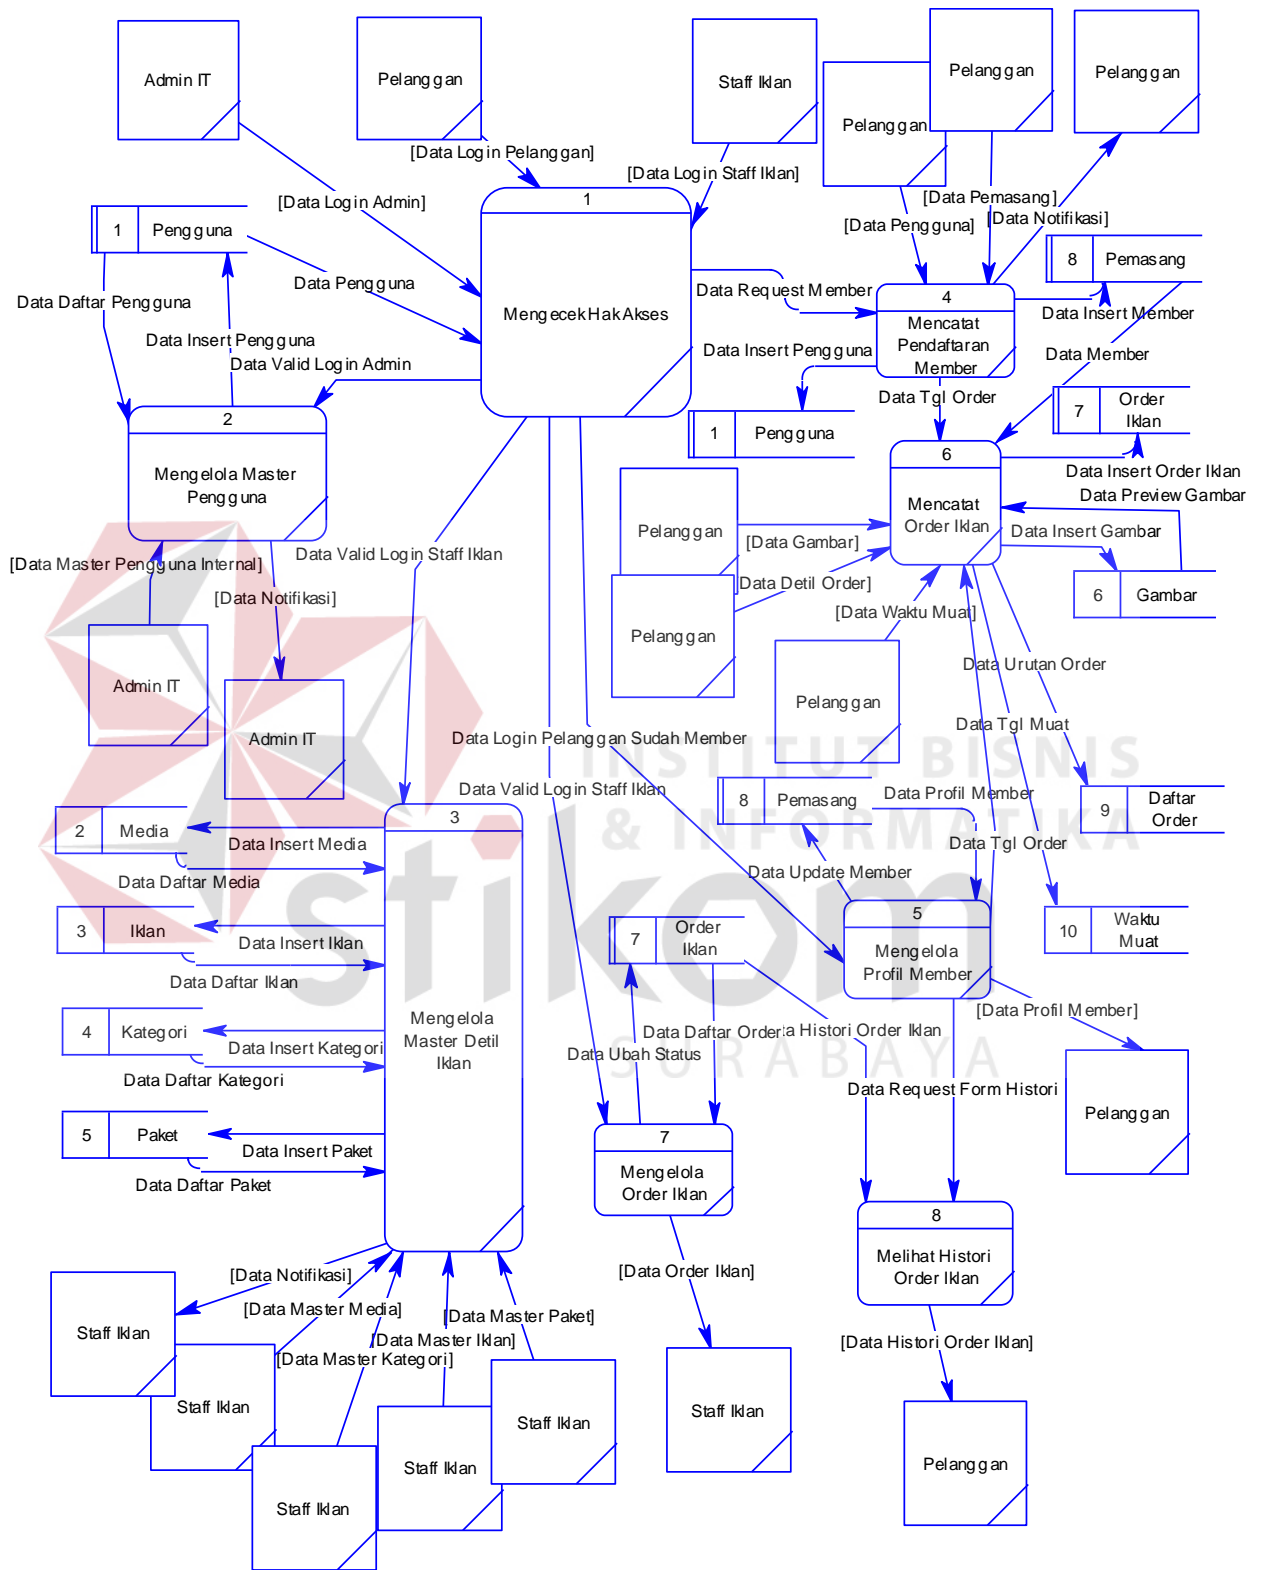 Admin IT
Pelanggan
Staff Iklan
Pelanggan
Pelanggan
Pelanggan
[Data Login Pelanggan]
[Data Login Staff Iklan]
[Data Login Admin]
[Data Pemasang]
[Data Pengguna]
[Data Notifikasi]
1
Mengecek Hak Akses
1 Pengguna
8 Pemasang
Data Daftar Pengguna
Data Pengguna
Data Request Member
Data Insert Pengguna
Data Valid Login Admin
4
Mencatat
Pendaftaran
Member
Data Insert Member
Data Insert Pengguna
Data Member
Data Tgl Order
7 Order
Iklan
1 Pengguna
2
Mengelola Master
Pengguna
6
Mencatat
Order Iklan
Data Insert Order Iklan
Data Preview Gambar
Data Insert Gambar
Pelanggan
[Data Gambar]
Data Detil Order]
[Data Waktu Muat]
6 Gambar
Pelanggan
Pelanggan
Data Valid Login Staff Iklan
[Data Master Pengguna Internal]
[Data Notifikasi]
Admin IT
Admin IT
Data Urutan Order
Data Tgl Muat
Data Login Pelanggan Sudah Member
Data Valid Login Staff Iklan
INSTITUT BISNIS
& INFORMATIKA
stikom
SURABAYA
8 Pemasang
Data Profil Member
9 Daftar
Order
Data Tgl Order
Data Update Member
3
Mengelola
Master Detil
Iklan
2 Media
Data Insert Media
Data Daftar Media
3 Iklan
Data Insert Iklan
Data Daftar Iklan
4 Kategori
Data Insert Kategori
Data Daftar Kategori
5 Paket
Data Insert Paket
Data Daftar Paket
7 Order
Iklan
5
Mengelola
Profil Member
10 Waktu
Muat
[Data Profil Member]
Data Daftar Order
a Histori Order Iklan
Data Ubah Status
Data Request Form Histori
Pelanggan
7
Mengelola
Order Iklan
8
Melihat Histori
Order Iklan
[Data Notifikasi]
[Data Master Media]
[Data Master Paket]
[Data Master Iklan]
[Data Master Kategori]
[Data Order Iklan]
[Data Histori Order Iklan]
Staff Iklan
Staff Iklan
Staff Iklan
Staff Iklan
Staff Iklan
Staff Iklan
Pelanggan